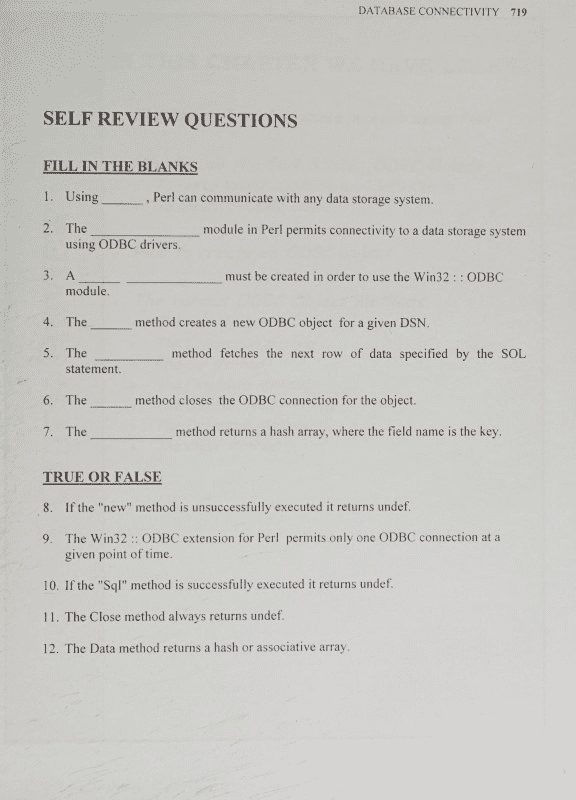 DATABASE CONNECTIVITY 719
SELF REVIEW QUESTIONS
FILL IN THE BLANKS
1. Using ______ , Perl can communicate with any data storage system.
2. The ________________ module in Perl permits connectivity to a data storage system
using ODBC drivers.
3. A ______ ______________ must be created in order to use the Win32 : : ODBC
module.
4. The ______ method creates a new ODBC object for a given DSN.
5. The __________ method fetches the next row of data specified by the SOL
statement.
6. The ______ method closes the ODBC connection for the object.
7. The ____________ method returns a hash array, where the field name is the key.
TRUE OR FALSE
8. If the "new" method is unsuccessfully executed it returns undef.
9. The Win32 :: ODBC extension for Perl permits only one ODBC connection at a
given point of time.
10. If the "Sql" method is successfully executed it returns undef.
11. The Close method always returns undef.
12. The Data method returns a hash or associative array.